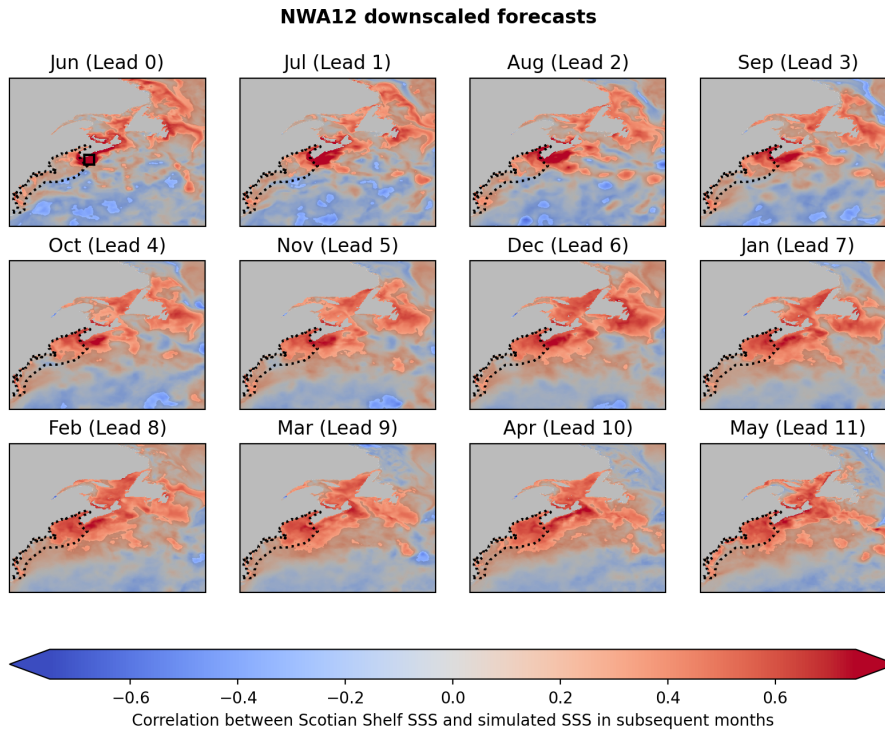 NWA12 downscaled forecasts
Jun (Lead 0)
Jul (Lead 1)
Aug (Lead 2)
Sep (Lead 3)
Oct (Lead 4)
Nov (Lead 5)
Dec (Lead 6)
Jan (Lead 7)
Feb (Lead 8)
Mar (Lead 9)
Apr (Lead 10)
May (Lead 11)
−0.6 −0.4 −0.2 0.0 0.2 0.4 0.6
Correlation between Scotian Shelf SSS and simulated SSS in subsequent months